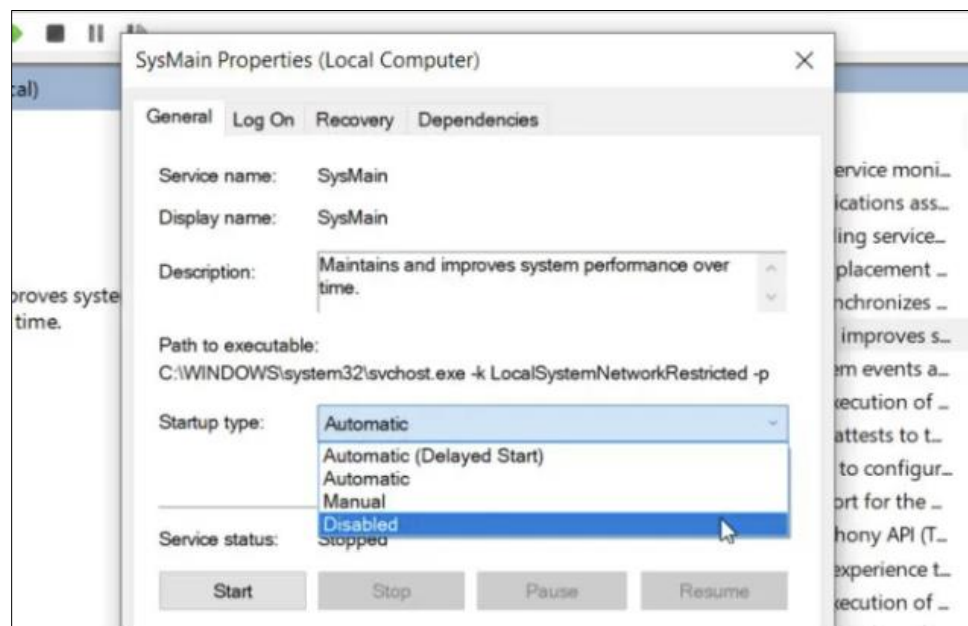 cal)
SysMain Properties (Local Computer)
General Log On Recovery Dependencies
Service name: SysMain
Display name: SysMain
Description: Maintains and improves system performance over
time.
Path to executable:
C:\WINDOWS\system32\svchost.exe -k LocalSystemNetworkRestricted -p
Startup type: Automatic
Automatic (Delayed Start)
Automatic
Manual
Disabled
Service status: Stopped
Start Stop Pause Resume
proves syste
time.
ervice moni...
ications ass...
ling service...
placement ...
nchronizes ...
improves s...
em events a...
xecution of ...
attests to t...
to configur...
ort for the ...
hony API (T...
experience t...
xecution of ...